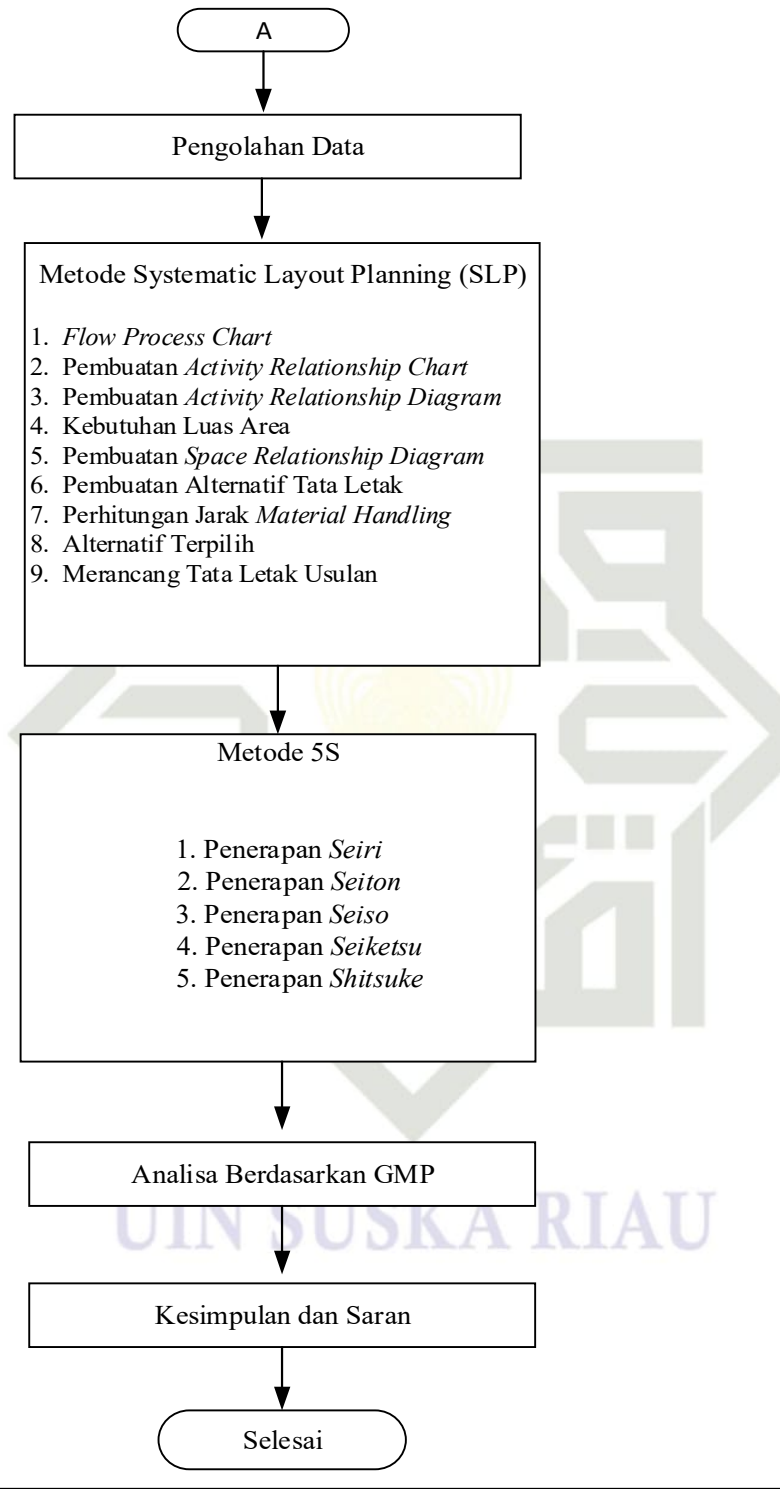 A
Pengolahan Data
Metode Systematic Layout Planning (SLP)
1. Flow Process Chart
2. Pembuatan Activity Relationship Chart
3. Pembuatan Activity Relationship Diagram
4. Kebutuhan Luas Area
5. Pembuatan Space Relationship Diagram
6. Pembuatan Alternatif Tata Letak
7. Perhitungan Jarak Material Handling
8. Alternatif Terpilih
9. Merancang Tata Letak Usulan
Metode 5S
1. Penerapan Seiri
2. Penerapan Seiton
3. Penerapan Seiso
4. Penerapan Seiketsu
5. Penerapan Shitsuke
Analisa Berdasarkan GMP
UIN SUSKA RIAU
Kesimpulan dan Saran
Selesai